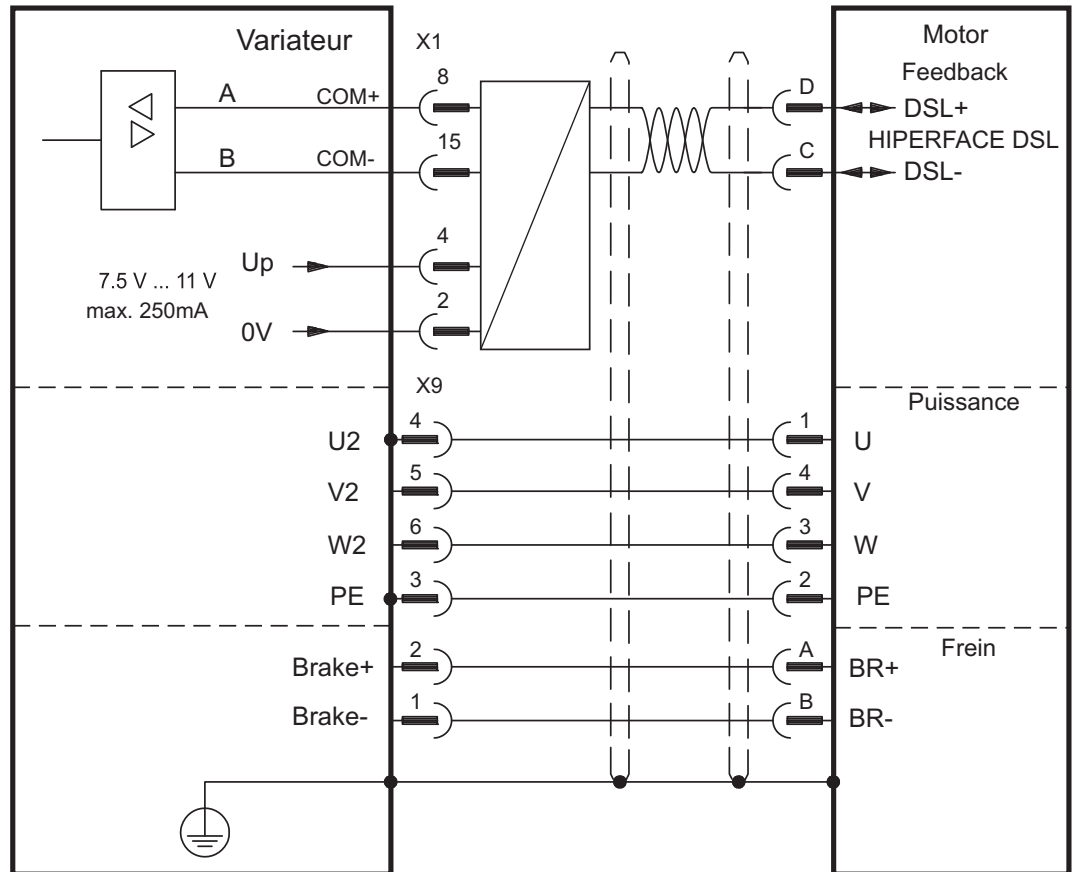 Variateur
X1
Motor
Feedback
A
COM+
8
D
DSL+
HIPERFACE DSL
B
COM-
15
C
DSL-
Up
4
7.5 V ... 11 V
max. 250mA
0V
2
X9
Puissance
U2
4
1
U
V2
5
4
V
W2
6
3
W
PE
3
2
PE
Frein
Brake+
2
A
BR+
Brake-
1
B
BR-